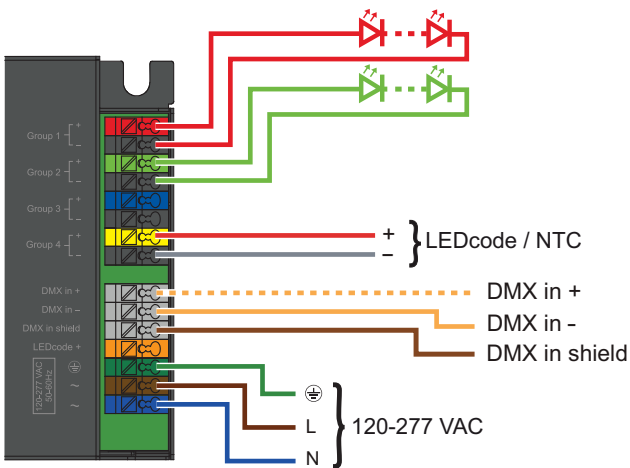 Group 1 + –
Group 2 + –
Group 3 + –
Group 4 + –
+
– LEDcode / NTC
DMX in + DMX in +
DMX in – DMX in -
DMX in shield DMX in shield
LEDcode +
120-277 VAC
50-60Hz
~
~
L 120-277 VAC
N